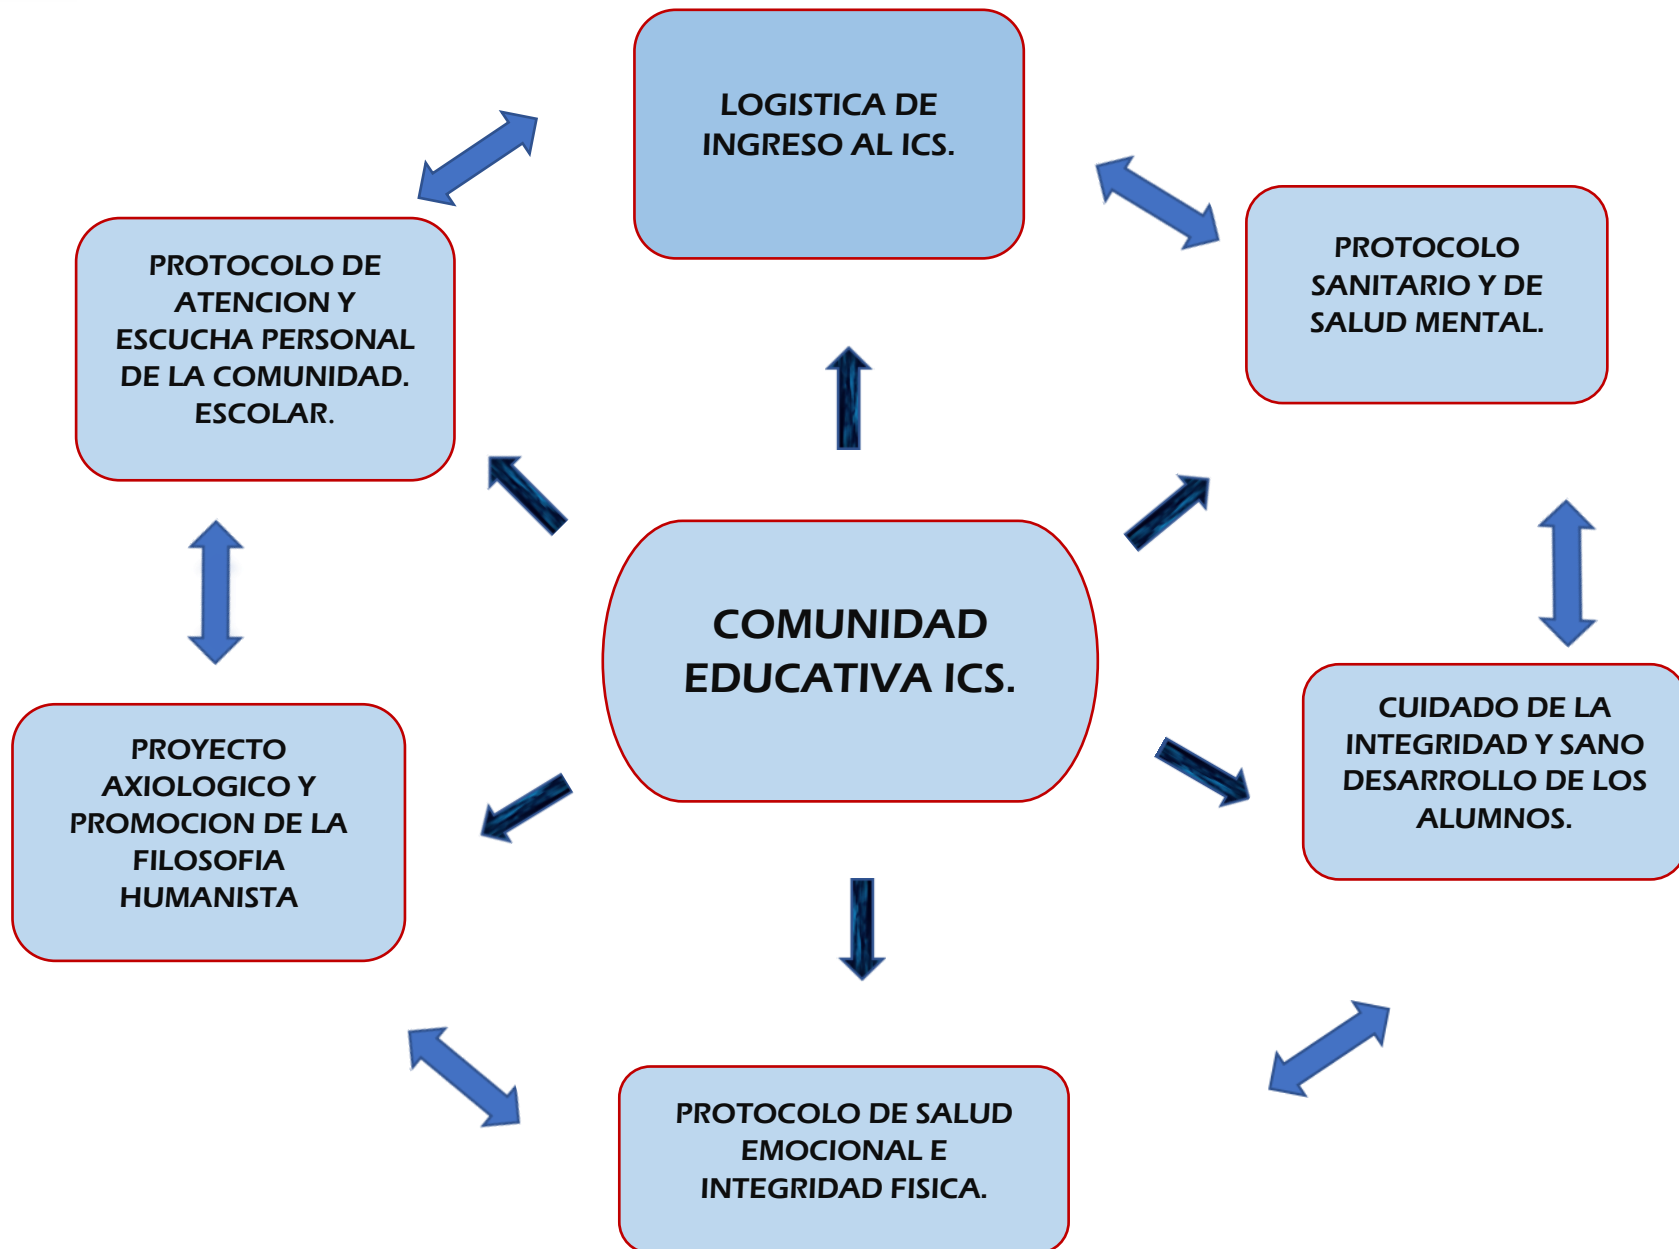 LOGISTICA DE
INGRESO AL ICS.
PROTOCOLO DE
ATENCION Y
ESCUCHA PERSONAL
DE LA COMUNIDAD.
ESCOLAR.
PROTOCOLO
SANITARIO Y DE
SALUD MENTAL.
COMUNIDAD
EDUCATIVA ICS.
PROYECTO
AXIOLOGICO Y
PROMOCION DE LA
FILOSOFIA
HUMANISTA
CUIDADO DE LA
INTEGRIDAD Y SANO
DESARROLLO DE LOS
ALUMNOS.
PROTOCOLO DE SALUD
EMOCIONAL E
INTEGRIDAD FISICA.